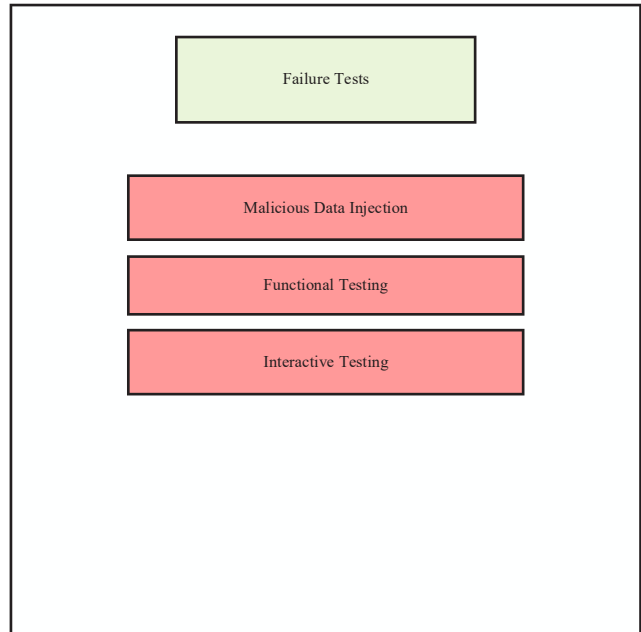 Failure Tests
Malicious Data Injection
Functional Testing
Interactive Testing